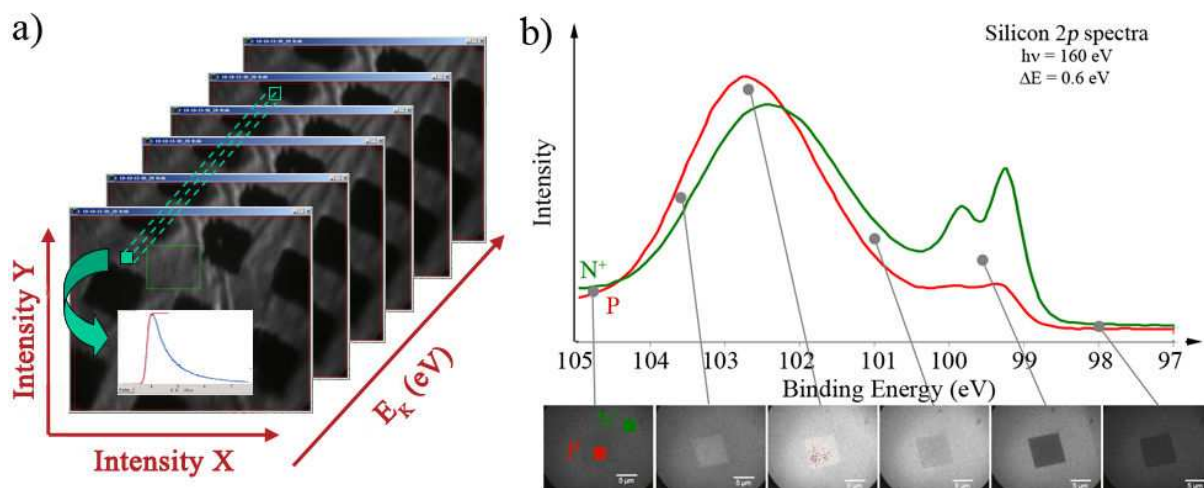 a)
Intensity Y
Intensity X
E_K (eV)
b)
Silicon 2p spectra
hν = 160 eV
ΔE = 0.6 eV
Intensity
N⁺
P
105 104 103 102 101 100 99 98 97
Binding Energy (eV)
P
5 μm
5 μm
5 μm
5 μm
5 μm
5 μm